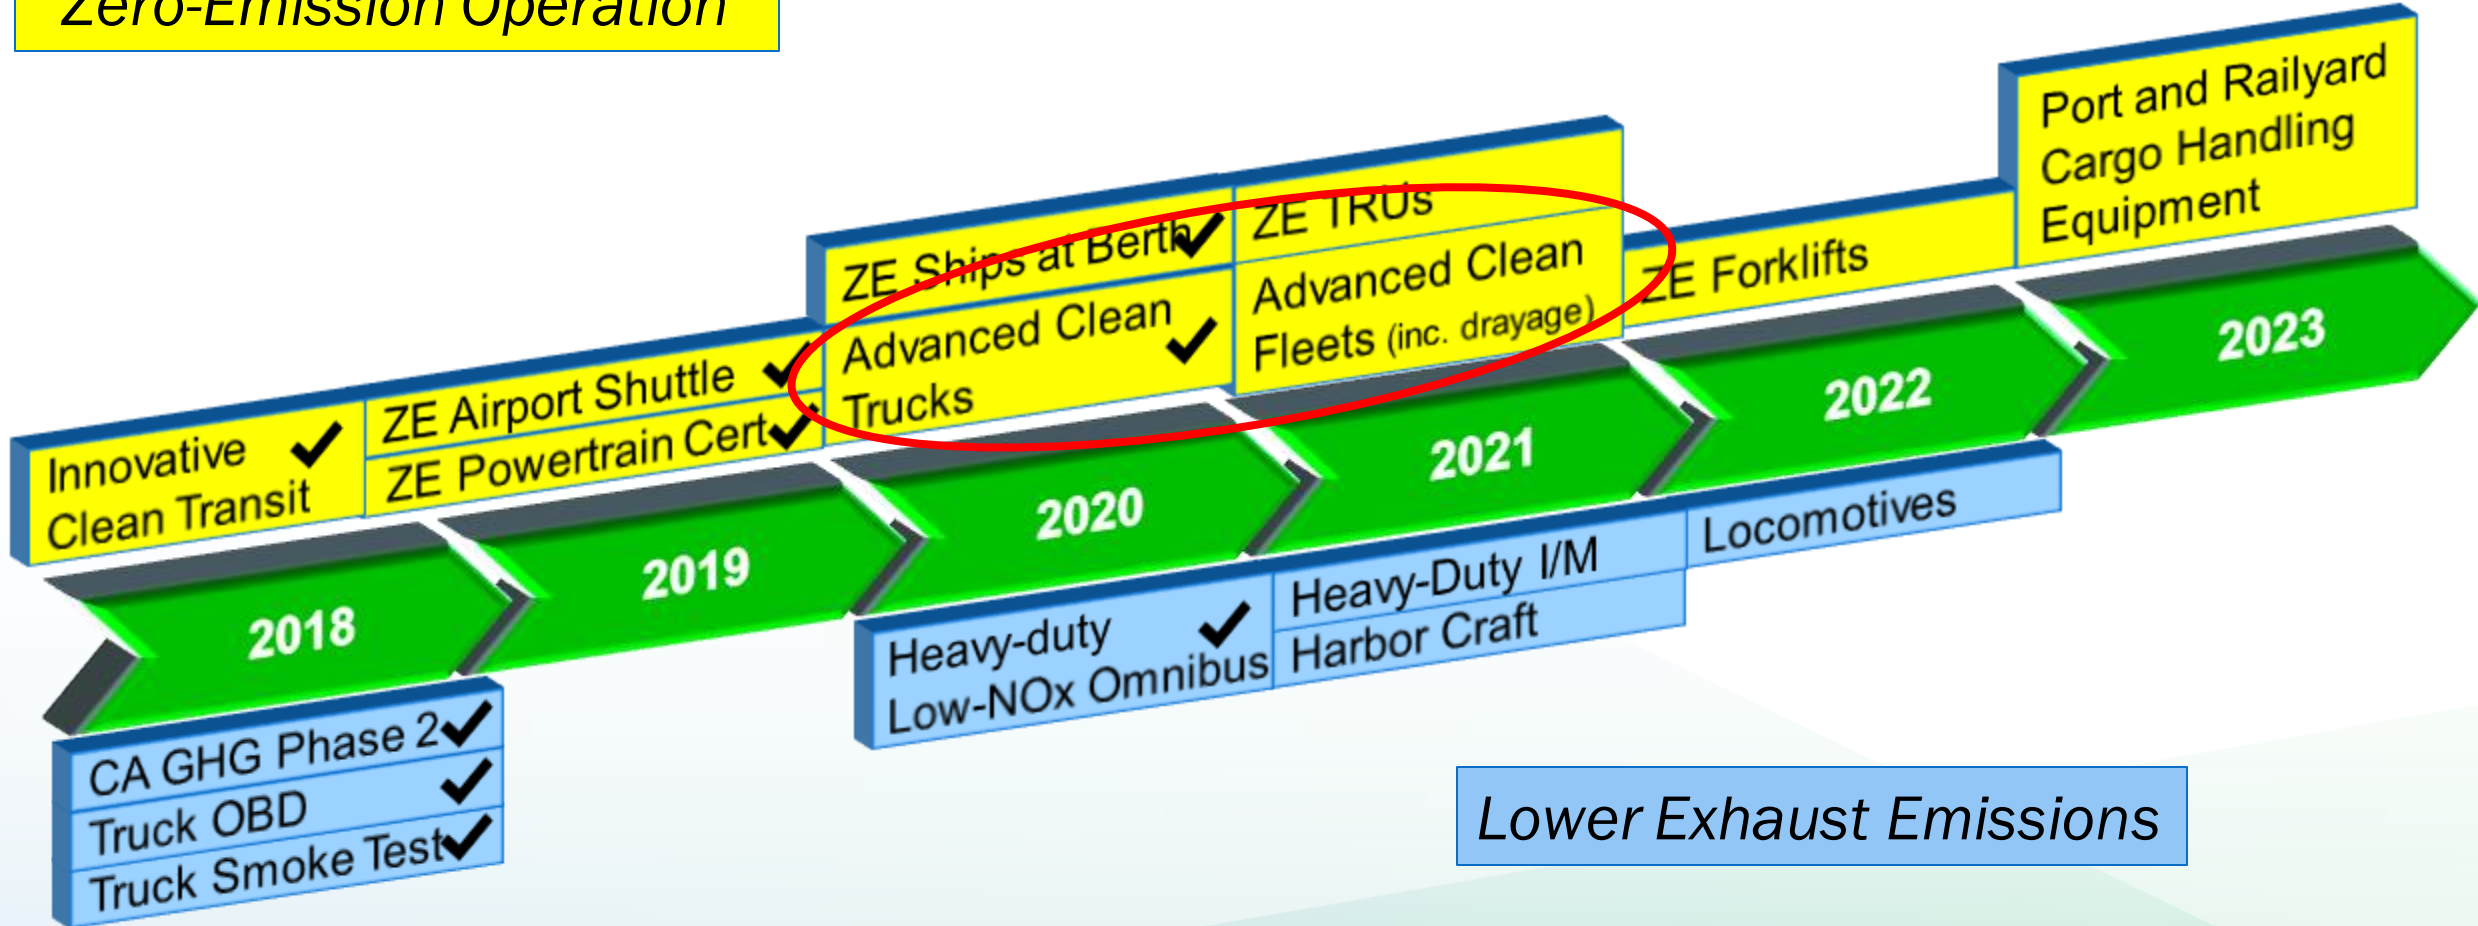 Zero-Emission Operation
Innovative
Clean Transit
ZE Airport Shuttle
ZE Powertrain Cert
ZE Ships at Berth
Advanced Clean
Trucks
ZE TRUs
Advanced Clean
Fleets (inc. drayage)
ZE Forklifts
Port and Railyard
Cargo Handling
Equipment
2018
2019
2020
2021
2022
2023
CA GHG Phase 2
Truck OBD
Truck Smoke Test
Heavy-duty
Low-NOx Omnibus
Heavy-Duty I/M
Harbor Craft
Locomotives
Lower Exhaust Emissions